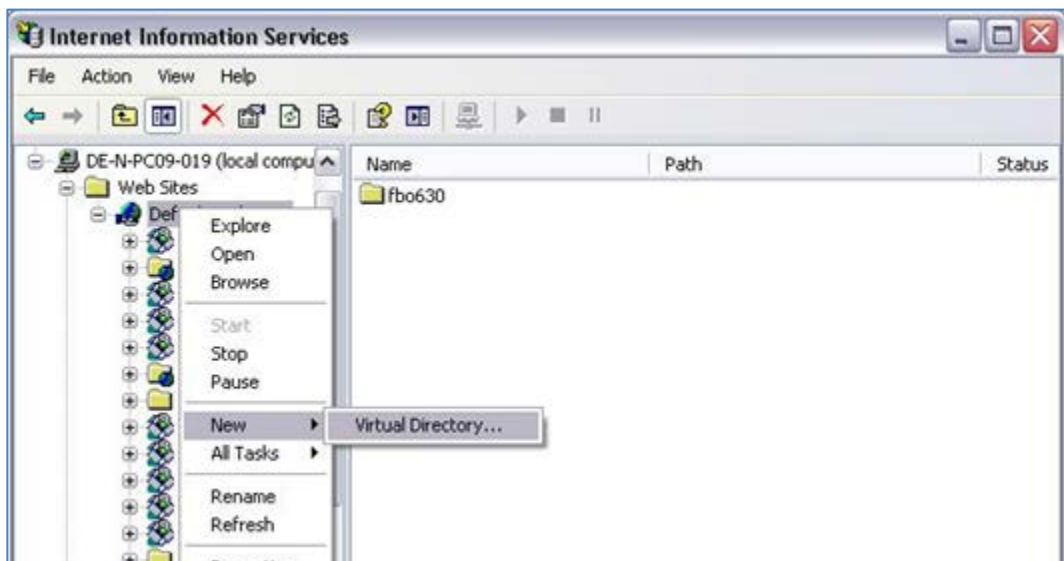 Internet Information Services
File Action View Help
DE-N-PC09-019 (local compu
Name Path Status
Web Sites
fbo630
Def
Explore
Open
Browse
Start
Stop
Pause
New
Virtual Directory...
All Tasks
Rename
Refresh